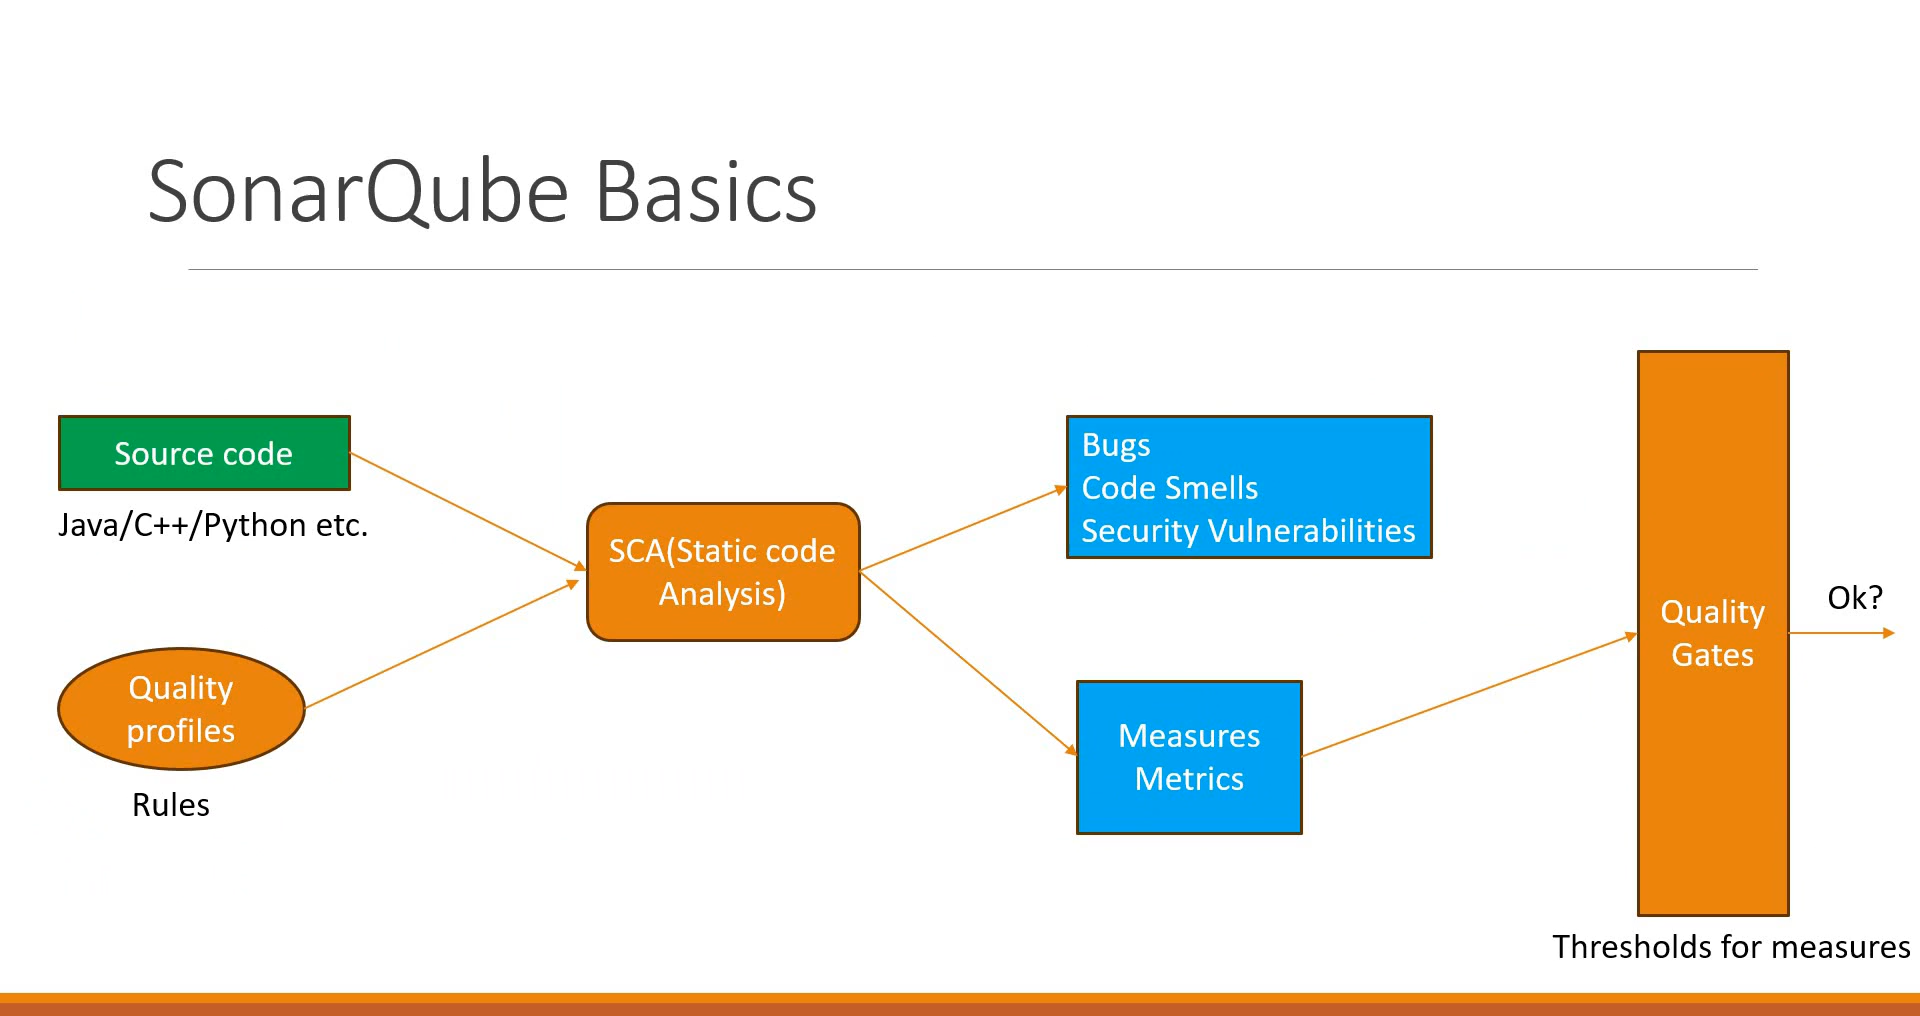 SonarQube Basics
Source code
Java/C++/Python etc.
Quality
profiles
Rules
SCA(Static code
Analysis)
Bugs
Code Smells
Security Vulnerabilities
Measures
Metrics
Quality
Gates
Ok?
Thresholds for measures